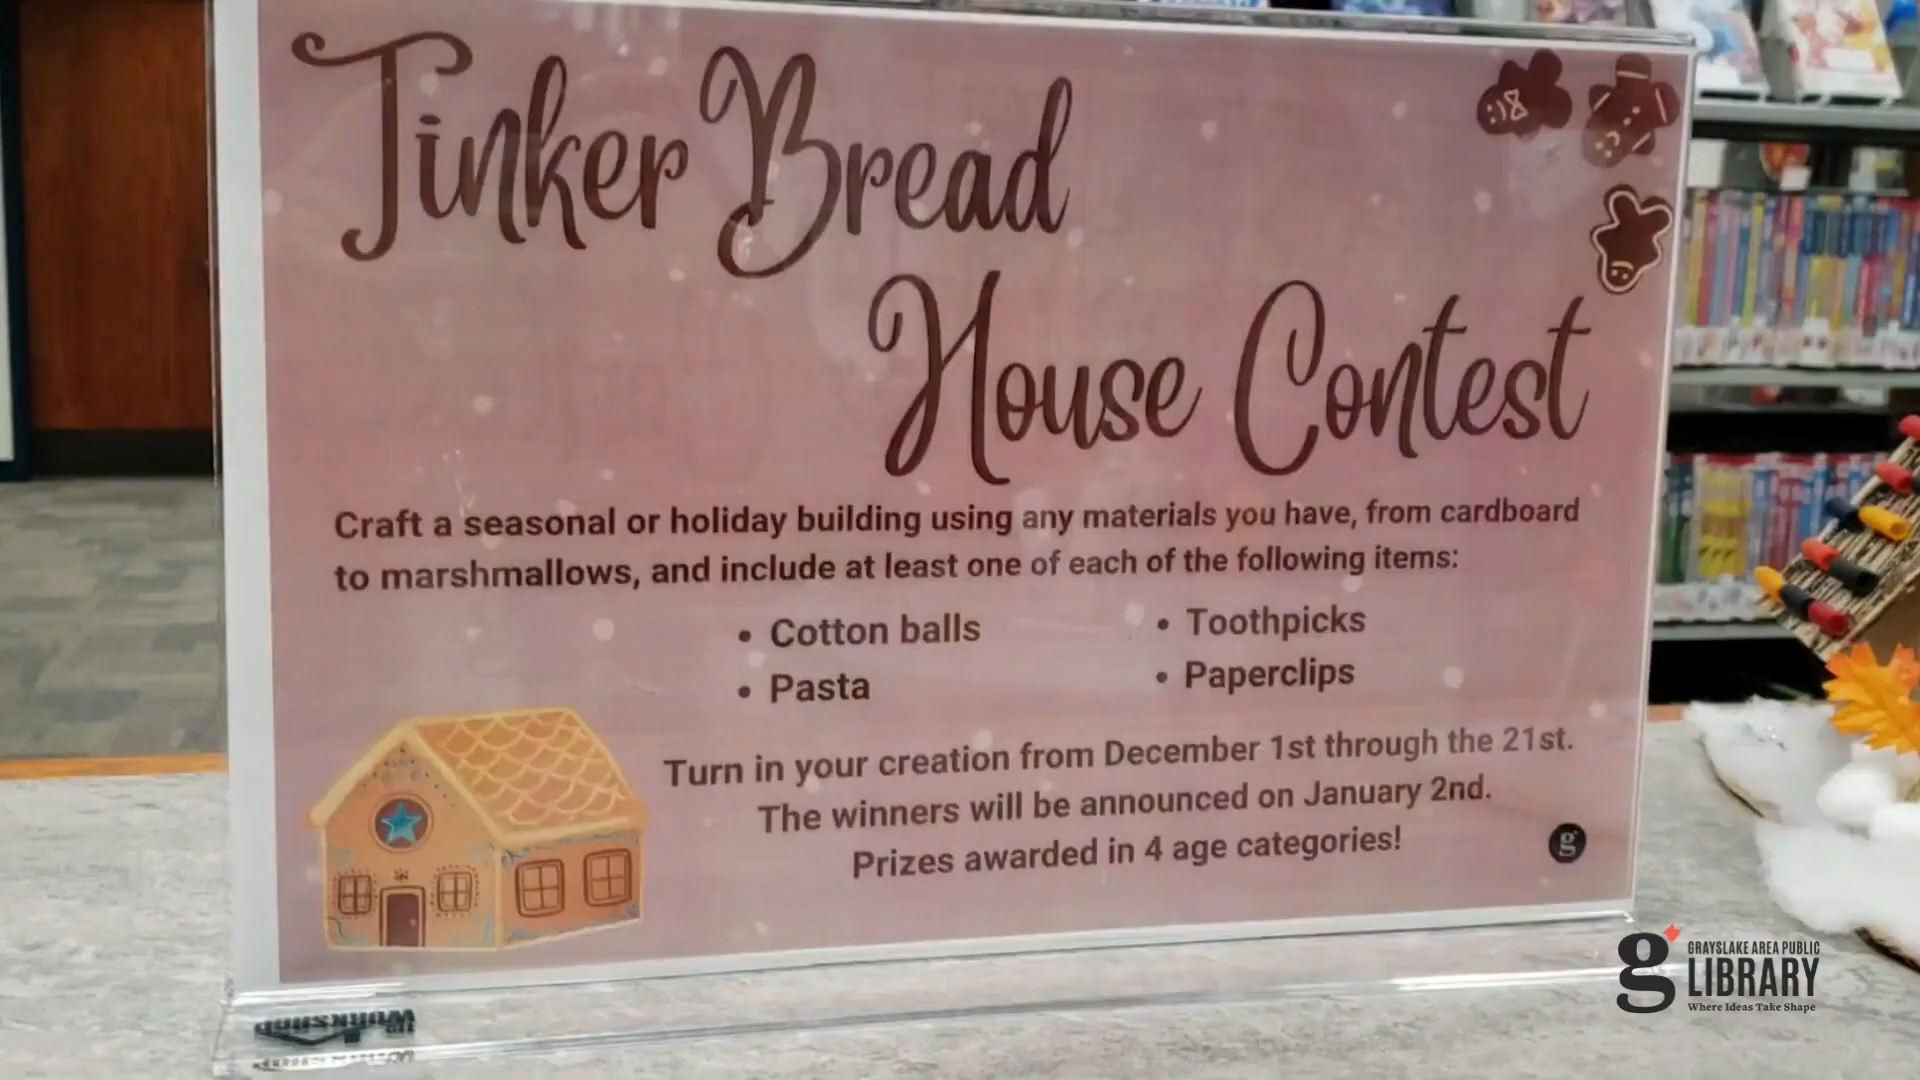 Tinker Bread
House Contest
Craft a seasonal or holiday building using any materials you have, from cardboard
to marshmallows, and include at least one of each of the following items:
• Cotton balls
• Pasta
• Toothpicks
• Paperclips
Turn in your creation from December 1st through the 21st.
The winners will be announced on January 2nd.
Prizes awarded in 4 age categories!
g
THE
WORKSHOP
g
GRAYSLAKE AREA PUBLIC
LIBRARY
Where Ideas Take Shape